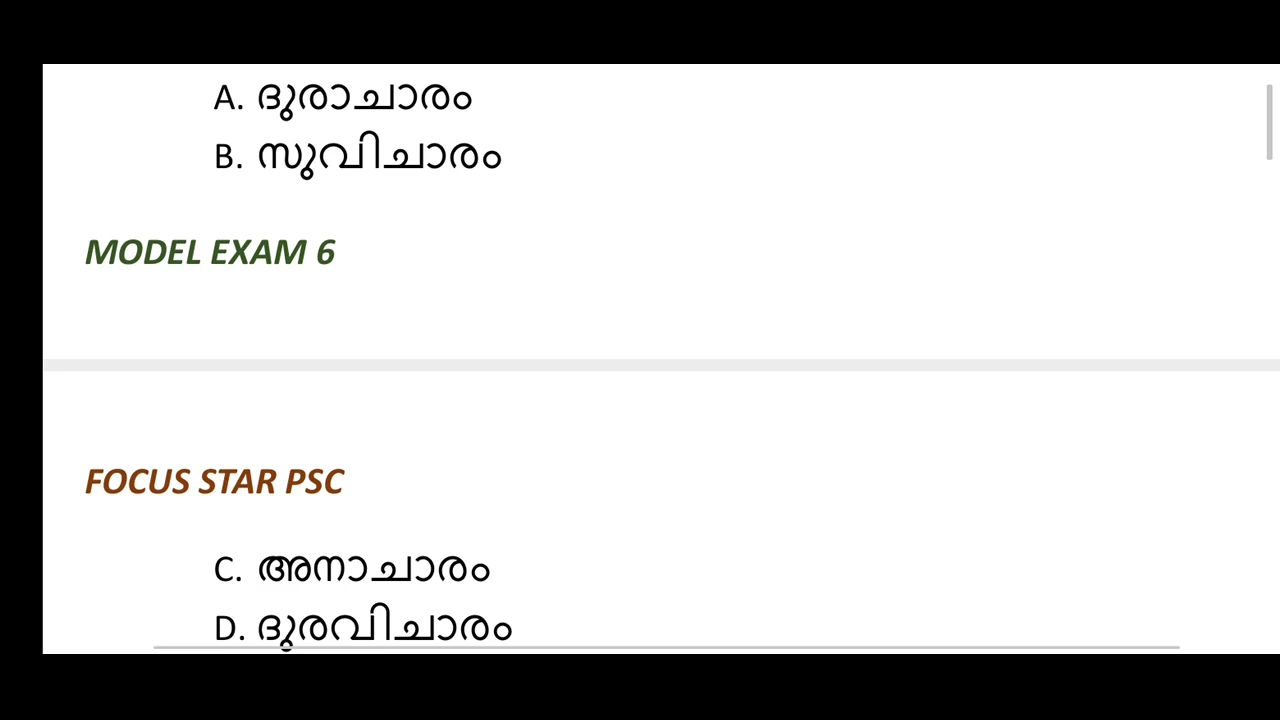 A. ദുരാചാരം
B. സുവിചാരം
MODEL EXAM 6
FOCUS STAR PSC
C. അനാചാരം
D. ദുരവിചാരം